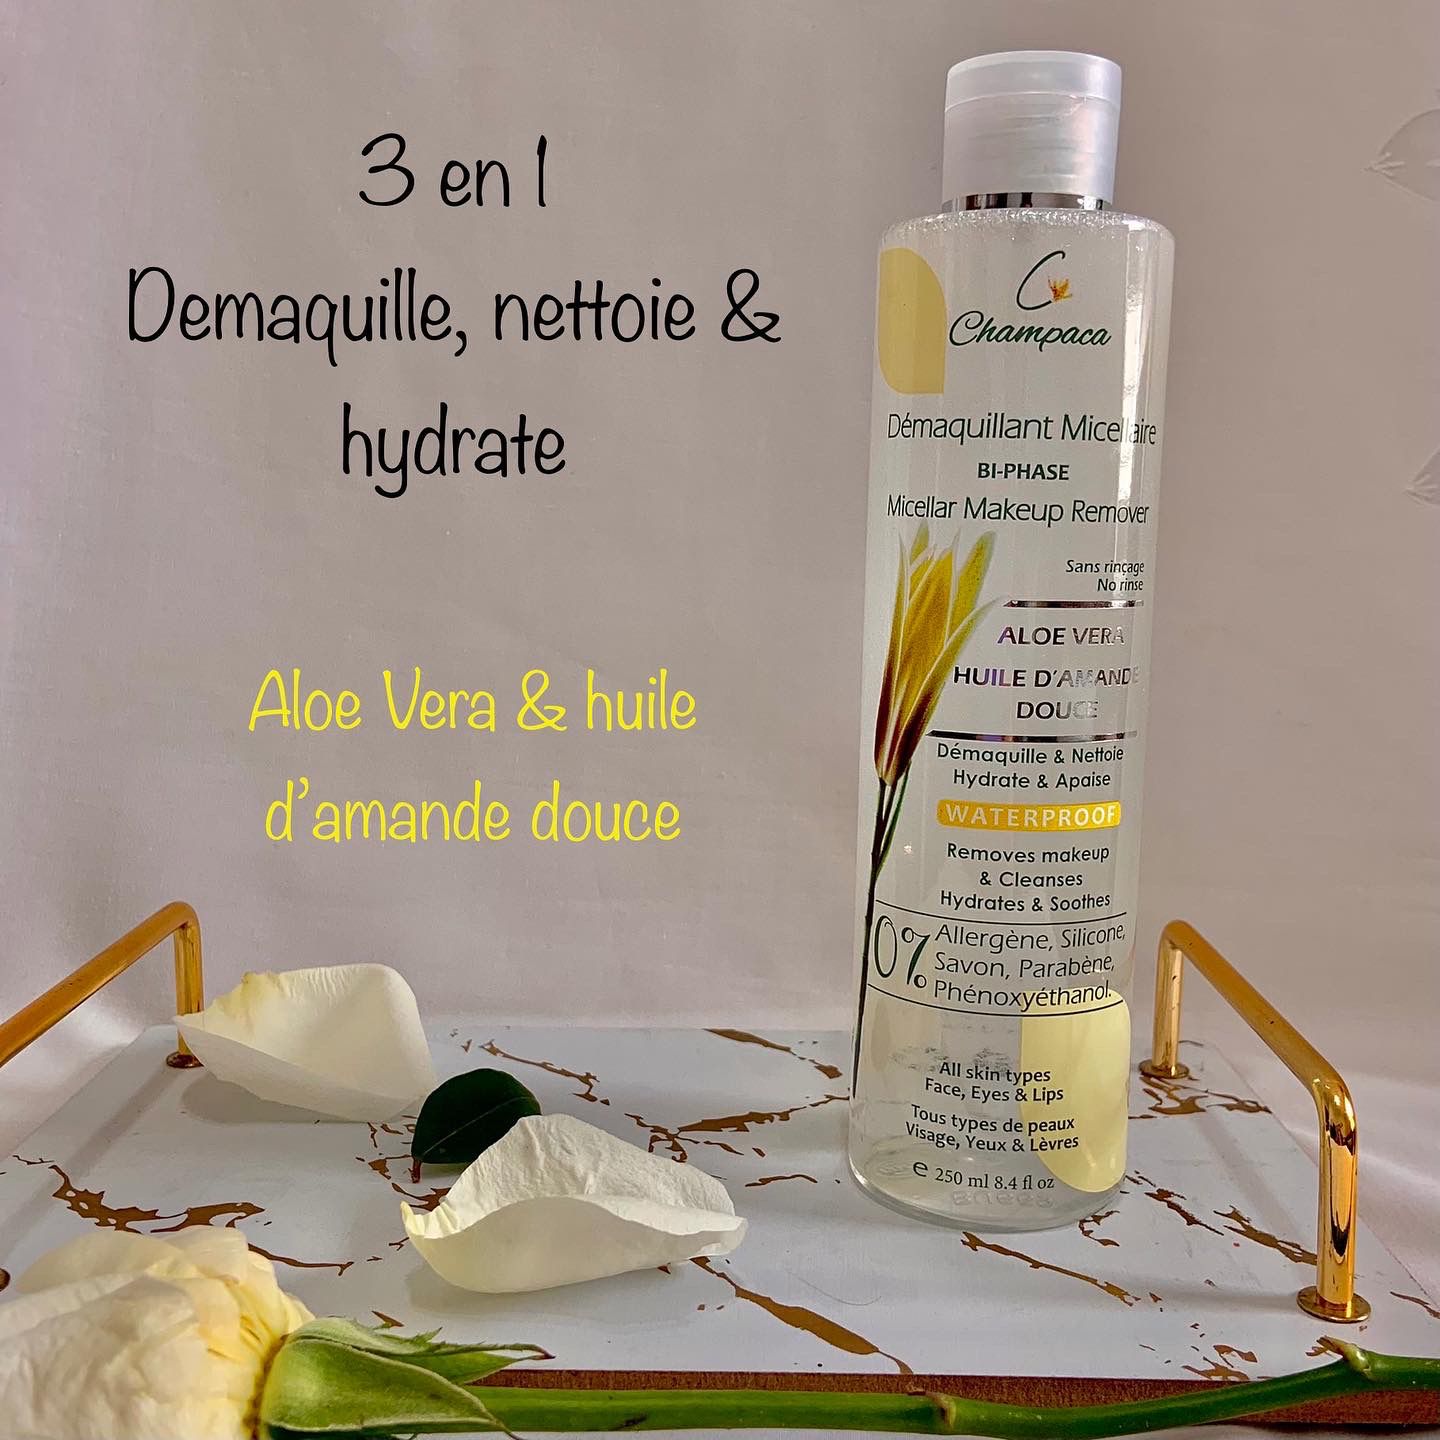 3 en 1
Demaquille, nettoie &
hydrate
Aloe Vera & huile
d'amande douce
C
Champaca
Démaquillant Micellaire
BI-PHASE
Micellar Makeup Remover
Sans rinçage
No rinse
ALOE VERA
HUILE D'AMANDE
DOUCE
Démaquille & Nettoie
Hydrate & Apaise
WATERPROOF
Removes makeup
& Cleanses
Hydrates & Soothes
0% Allergène, Silicone,
Savon, Parabène,
Phénoxyéthanol.
All skin types
Face, Eyes & Lips
Tous types de peaux
Visage, Yeux & Lèvres
e 250 ml 8.4 fl oz